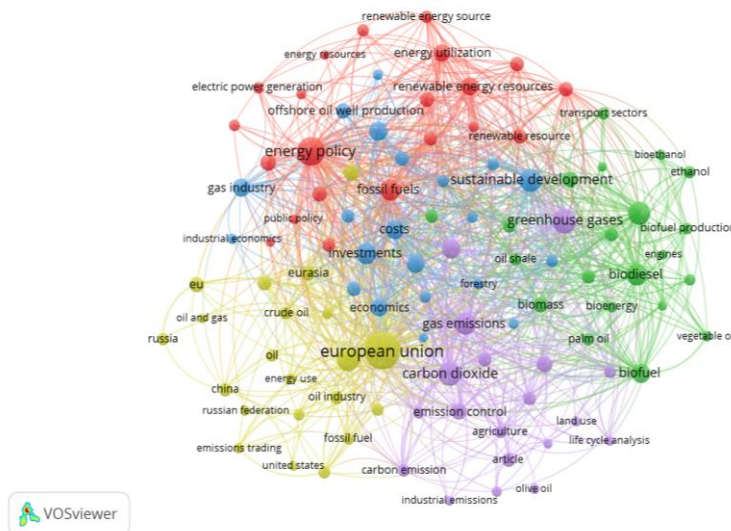 renewable energy source
energy resources
energy utilization
electric power generation
renewable energy resources
offshore oil well production
transport sectors
renewable resource
energy policy
bioetnanol
ethanol
gas industry
fossil fuels
sustainable development
public policy
greenhouse gases
biofuel production
industrial economics
costs
investments
oil shale
engines
eurasia
biodiesel
eu
forestry
oil and gas
crude oil
economics
biomass
bioenergy
gas emissions
russia
palm oil
vegetable o
european union
oil
energy use
carbon dioxide
biofuel
china
oil industry
russian federation
emission control
land use
agriculture
emissions trading
fossil fuel
life cycle analysis
united states
carbon emission
article
industrial emissions
olive oil
VOSviewer